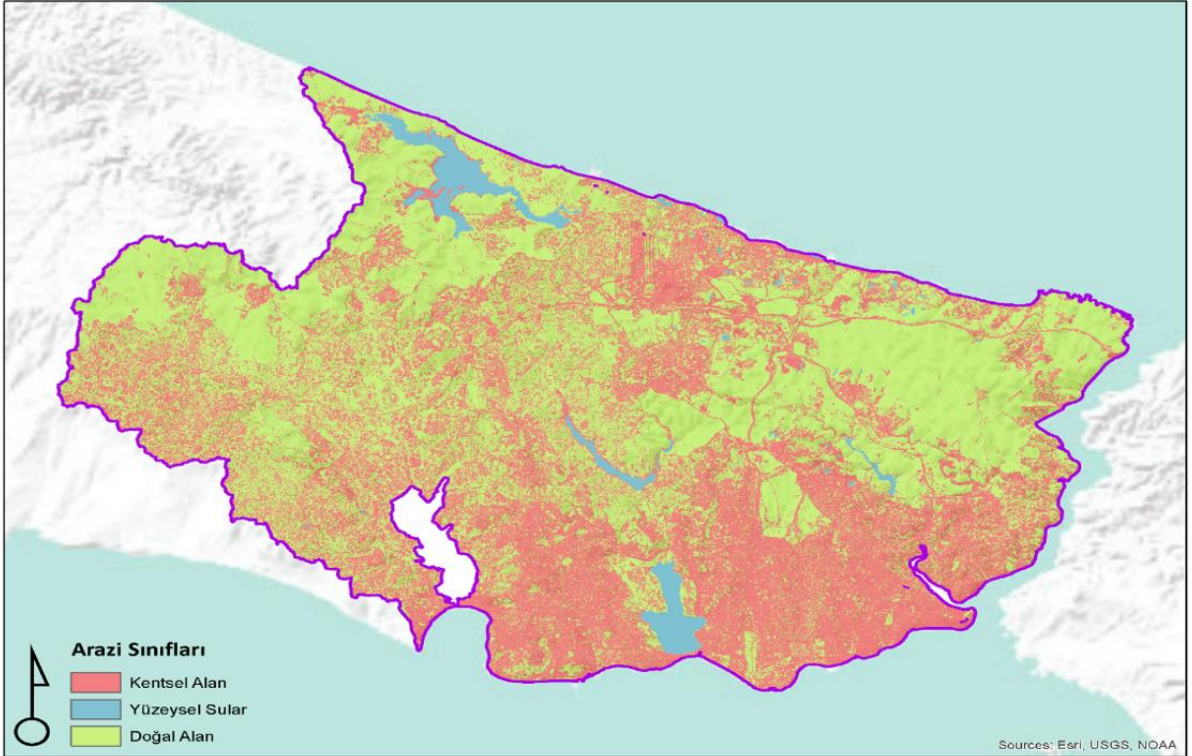 Arazi Sınıfları
Kentsel Alan
Yüzeysel Sular
Doğal Alan
Sources: Esri, USGS, NOAA